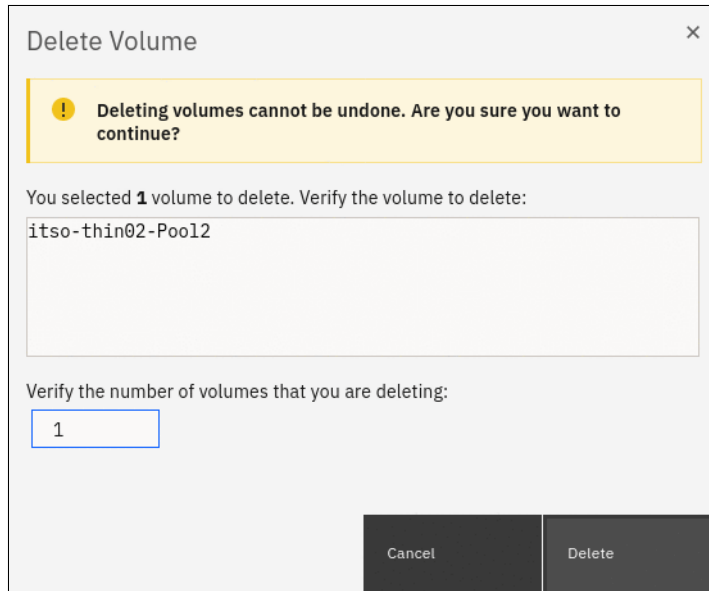 Delete Volume
Deleting volumes cannot be undone. Are you sure you want to
continue?
You selected 1 volume to delete. Verify the volume to delete:
itso-thin02-Pool2
Verify the number of volumes that you are deleting:
1
Cancel
Delete